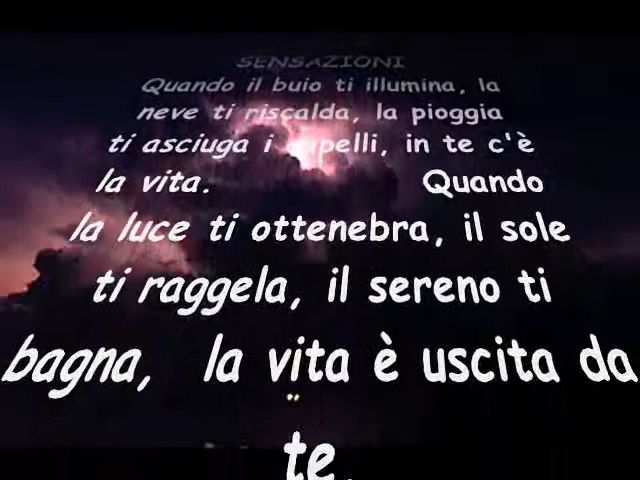 SENSAZIONI
Quando il buio ti illumina, la
neve ti riscalda, la pioggia
ti asciuga i capelli, in te c'è
la vita. Quando
la luce ti ottenebra, il sole
ti raggela, il sereno ti
bagna, la vita è uscita da
te.